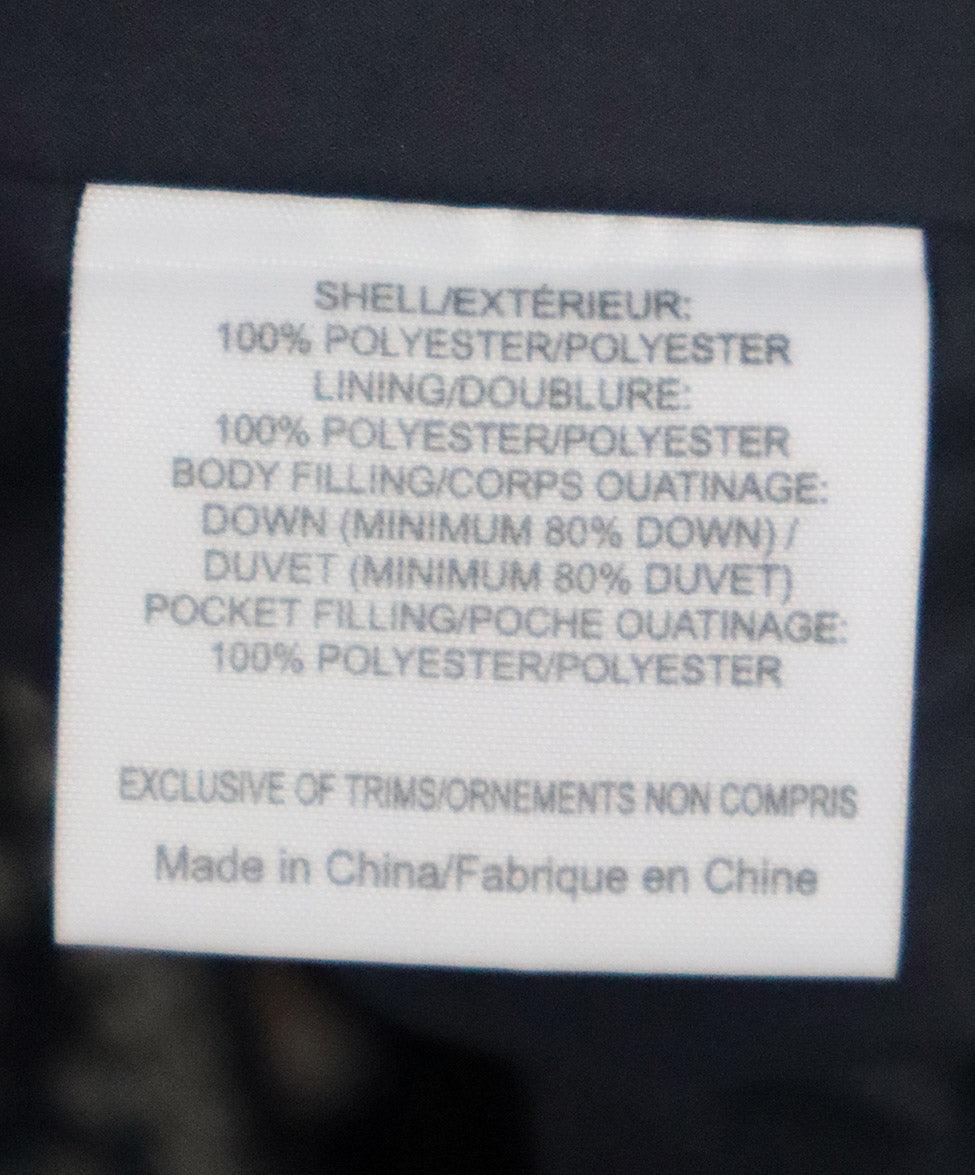 SHELL/EXTÉRIEUR:
100% POLYESTER/POLYESTER
LINING/DOUBLURE:
100% POLYESTER/POLYESTER
BODY FILLING/CORPS OUATINAGE:
DOWN (MINIMUM 80% DOWN) /
DUVET (MINIMUM 80% DUVET)
POCKET FILLING/POCHE OUATINAGE:
100% POLYESTER/POLYESTER
EXCLUSIVE OF TRIMS/ORNEMENTS NON COMPRIS
Made in China/Fabrique en Chine